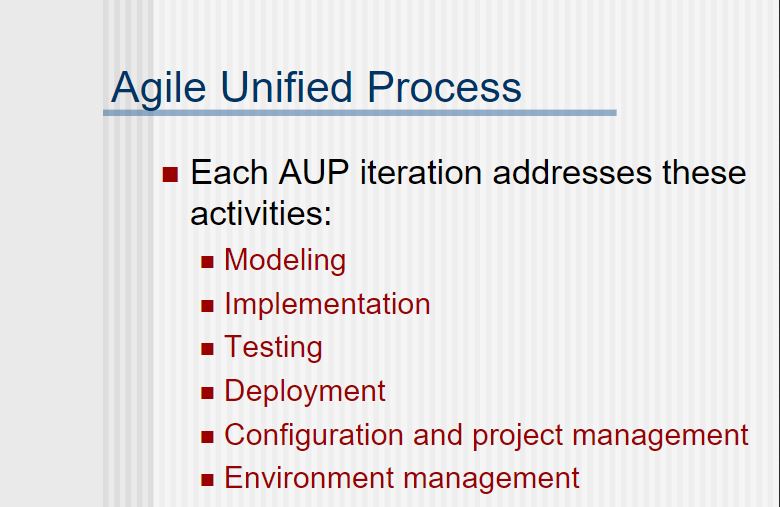 Agile Unified Process
Each AUP iteration addresses these
activities:
Modeling
Implementation
Testing
Deployment
Configuration and project management
Environment management